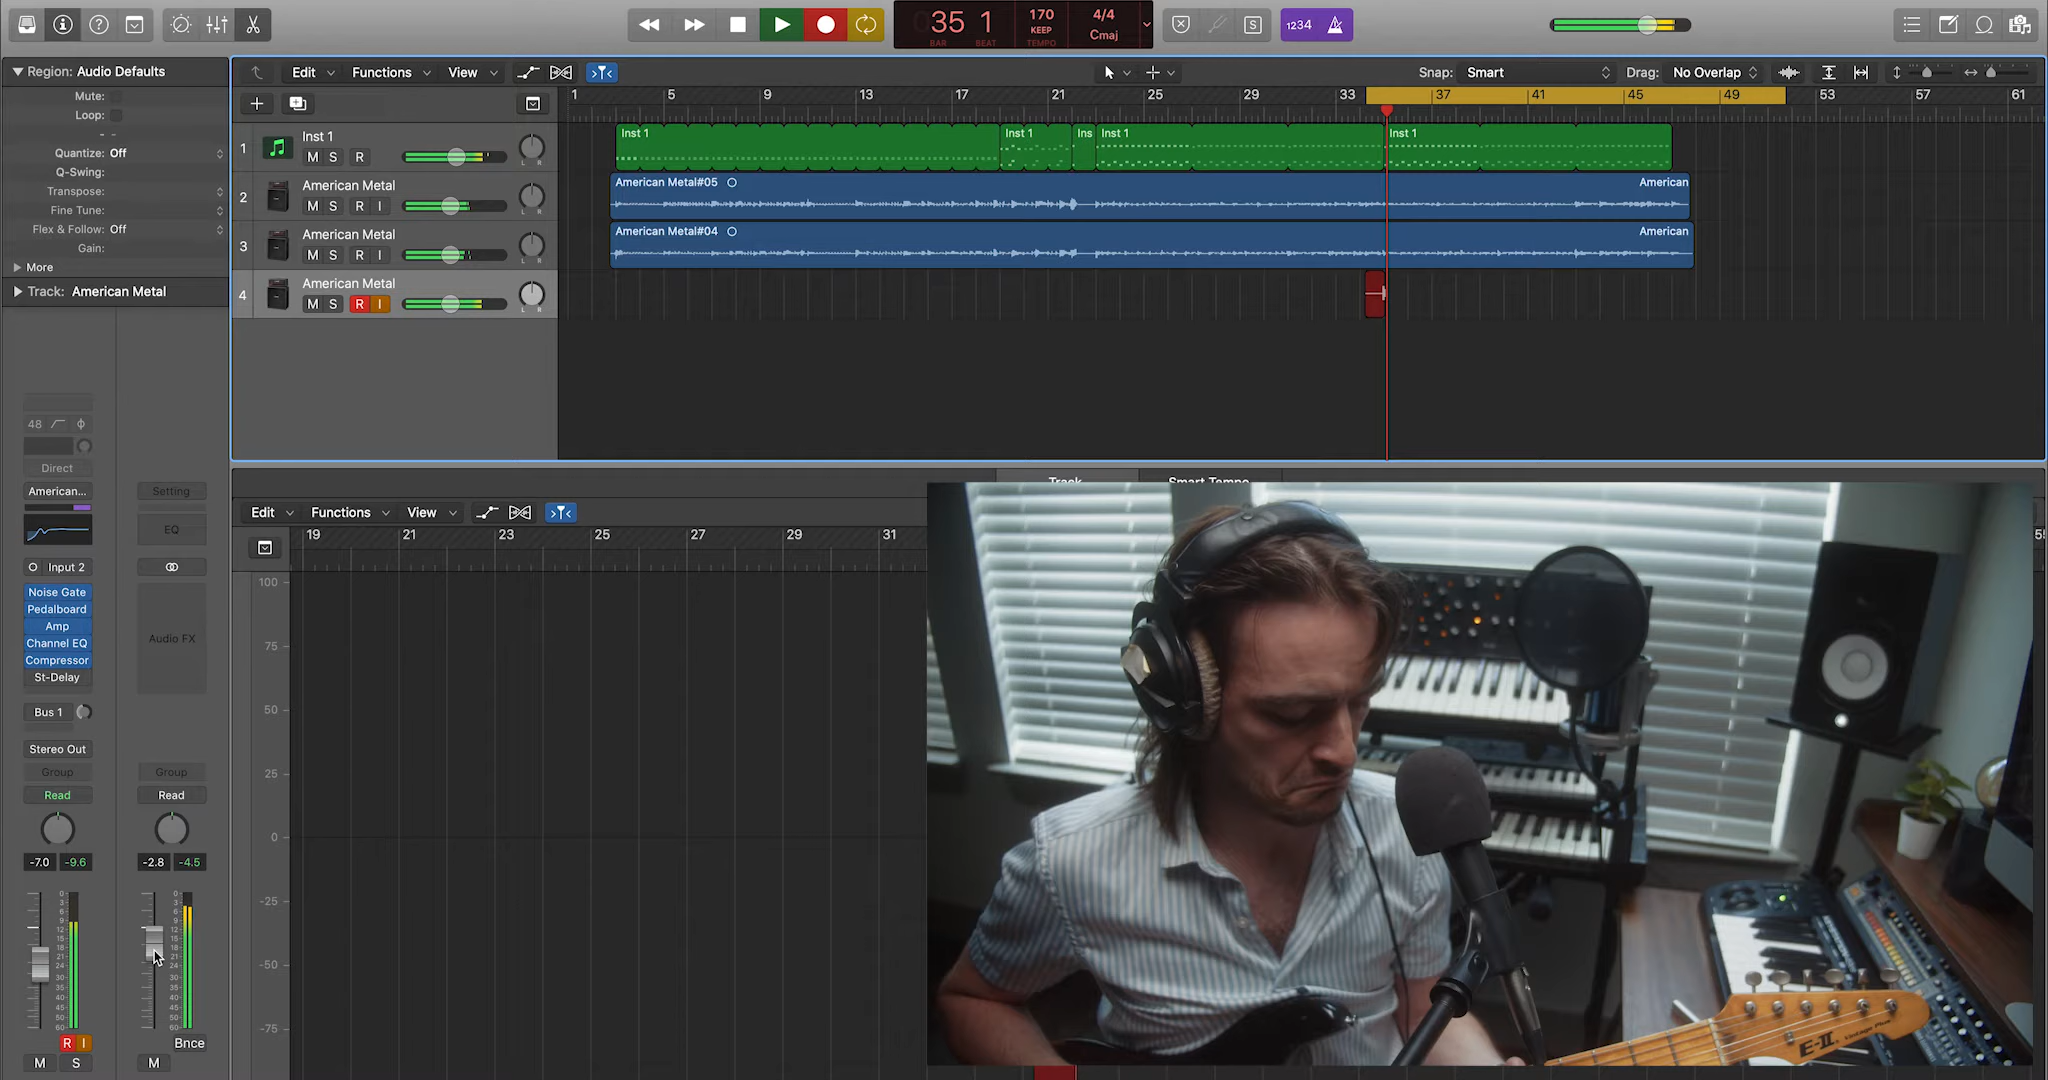 35 1
BAR BEAT
170
KEEP
TEMPO
4/4
Cmaj
S
1234
Region: Audio Defaults
Mute:
Loop:
Quantize: Off
Q-Swing:
Transpose:
Fine Tune:
Flex & Follow: Off
Gain:
More
Track: American Metal
48
Direct
American...
Input 2
Noise Gate
Pedalboard
Amp
Channel EQ
Compressor
St-Delay
Bus 1
Stereo Out
Group
Read
-7.0 -9.6
R I
M S
Setting
EQ
Audio FX
Group
Read
-2.8 -4.5
Bnce
M
Edit Functions View
Snap: Smart
Drag: No Overlap
1 5 9 13 17 21 25 29 33 37 41 45 49 53 57 61
1 Inst 1
M S R
L R
Inst 1 Inst 1 Ins Inst 1 Inst 1
2 American Metal
M S R I
L R
American Metal#05 American
3 American Metal
M S R I
L R
American Metal#04 American
4 American Metal
M S R I
L R
Track Smart Tempo
Edit Functions View
19 21 23 25 27 29 31
100
75
50
25
0
-25
-50
-75
E-II